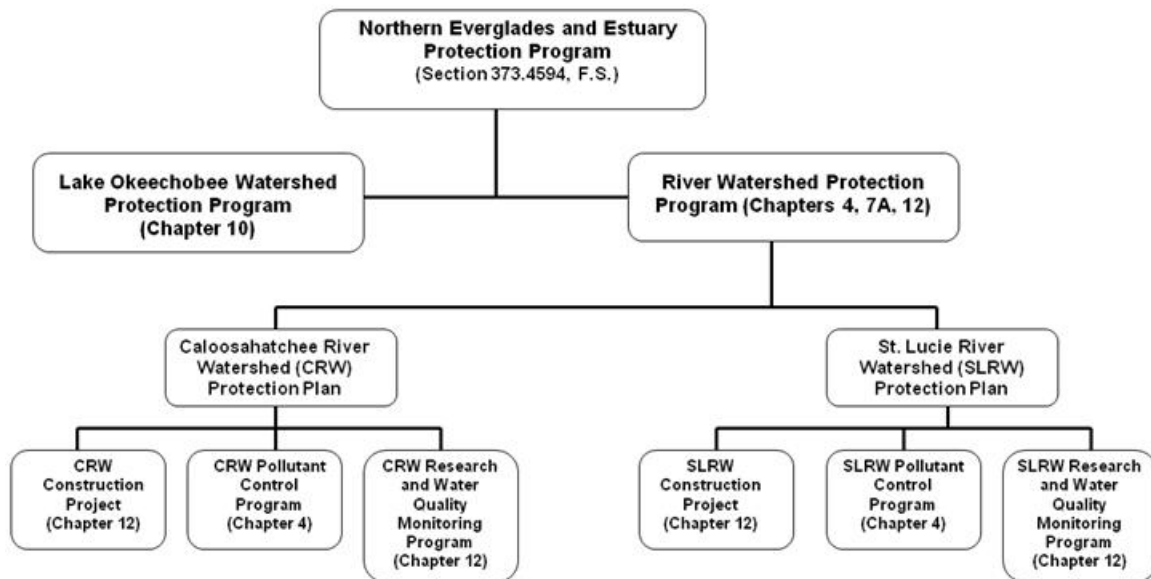 Northern Everglades and Estuary
Protection Program
(Section 373.4594, F.S.)
Lake Okeechobee Watershed
Protection Program
(Chapter 10)
River Watershed Protection
Program (Chapters 4, 7A, 12)
Caloosahatchee River
Watershed (CRW)
Protection Plan
St. Lucie River
Watershed (SLRW)
Protection Plan
CRW
Construction
Project
(Chapter 12)
CRW Pollutant
Control
Program
(Chapter 4)
CRW Research
and Water
Quality
Monitoring
Program
(Chapter 12)
SLRW
Construction
Project
(Chapter 12)
SLRW Pollutant
Control
Program
(Chapter 4)
SLRW Research
and Water
Quality
Monitoring
Program
(Chapter 12)